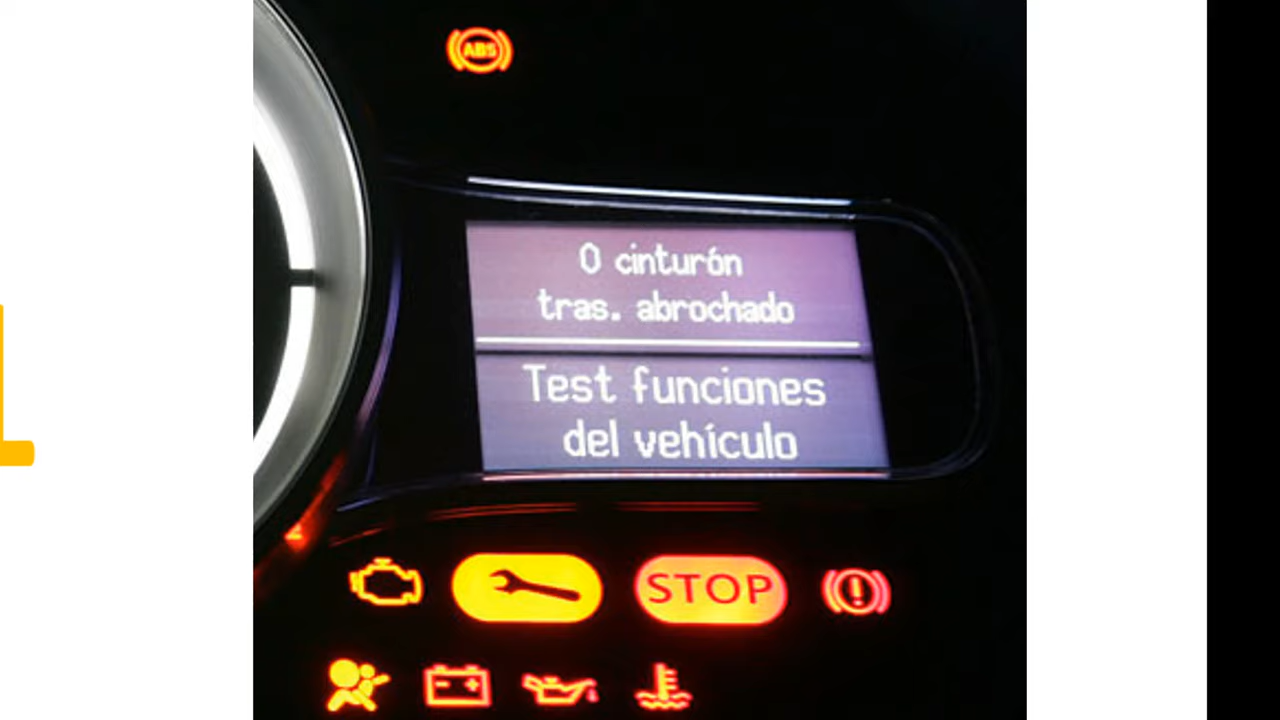 ABS
0 cinturón
tras. abrochado
Test funciones
del vehículo
STOP